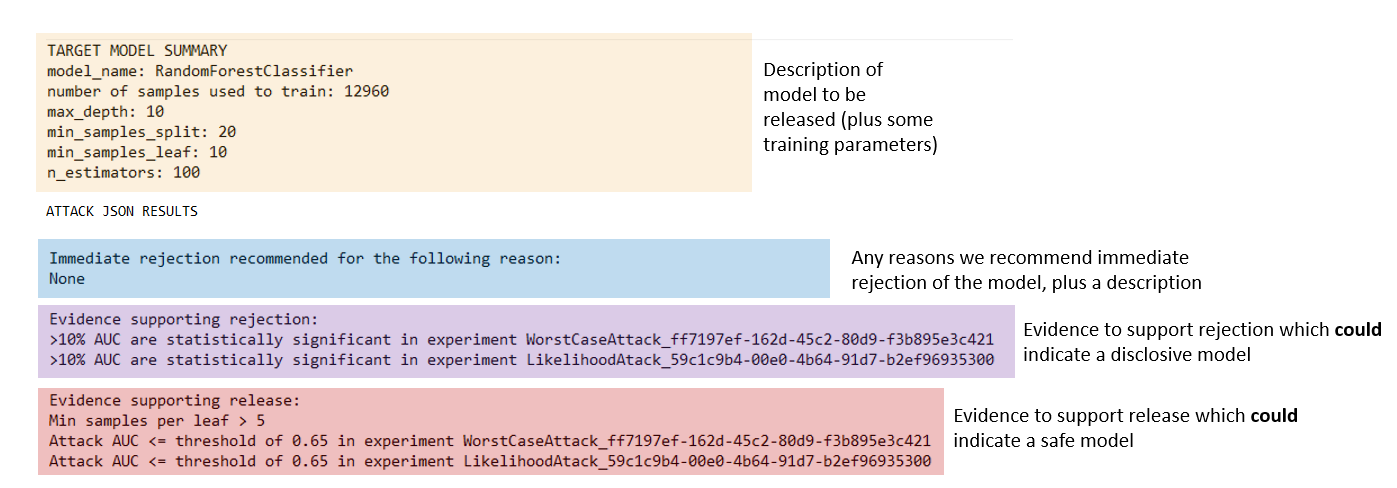 TARGET MODEL SUMMARY
model_name: RandomForestClassifier
number of samples used to train: 12960
max_depth: 10
min_samples_split: 20
min_samples_leaf: 10
n_estimators: 100
Description of
model to be
released (plus some
training parameters)
ATTACK JSON RESULTS
Immediate rejection recommended for the following reason:
None
Any reasons we recommend immediate
rejection of the model, plus a description
Evidence supporting rejection:
>10% AUC are statistically significant in experiment WorstCaseAttack_ff7197ef-162d-45c2-80d9-f3b895e3c421
>10% AUC are statistically significant in experiment LikelihoodAtack_59c1c9b4-00e0-4b64-91d7-b2ef96935300
Evidence to support rejection which could
indicate a disclosive model
Evidence supporting release:
Min samples per leaf > 5
Attack AUC <= threshold of 0.65 in experiment WorstCaseAttack_ff7197ef-162d-45c2-80d9-f3b895e3c421
Attack AUC <= threshold of 0.65 in experiment LikelihoodAtack_59c1c9b4-00e0-4b64-91d7-b2ef96935300
Evidence to support release which could
indicate a safe model